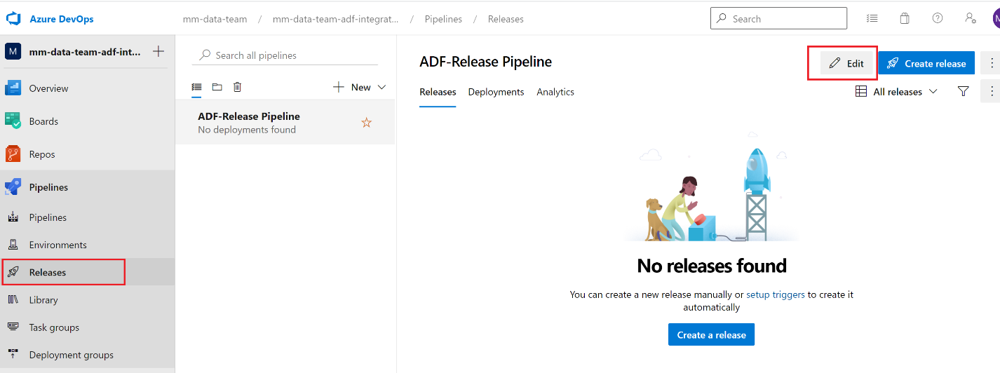 Azure DevOps
mm-data-team / mm-data-team-adf-integrat... / Pipelines / Releases
Search
M
M mm-data-team-adf-int...
Overview
Boards
Repos
Pipelines
Pipelines
Environments
Releases
Library
Task groups
Deployment groups
Search all pipelines
New
ADF-Release Pipeline
No deployments found
ADF-Release Pipeline
Edit
Create release
Releases Deployments Analytics
All releases
No releases found
You can create a new release manually or setup triggers to create it
automatically
Create a release